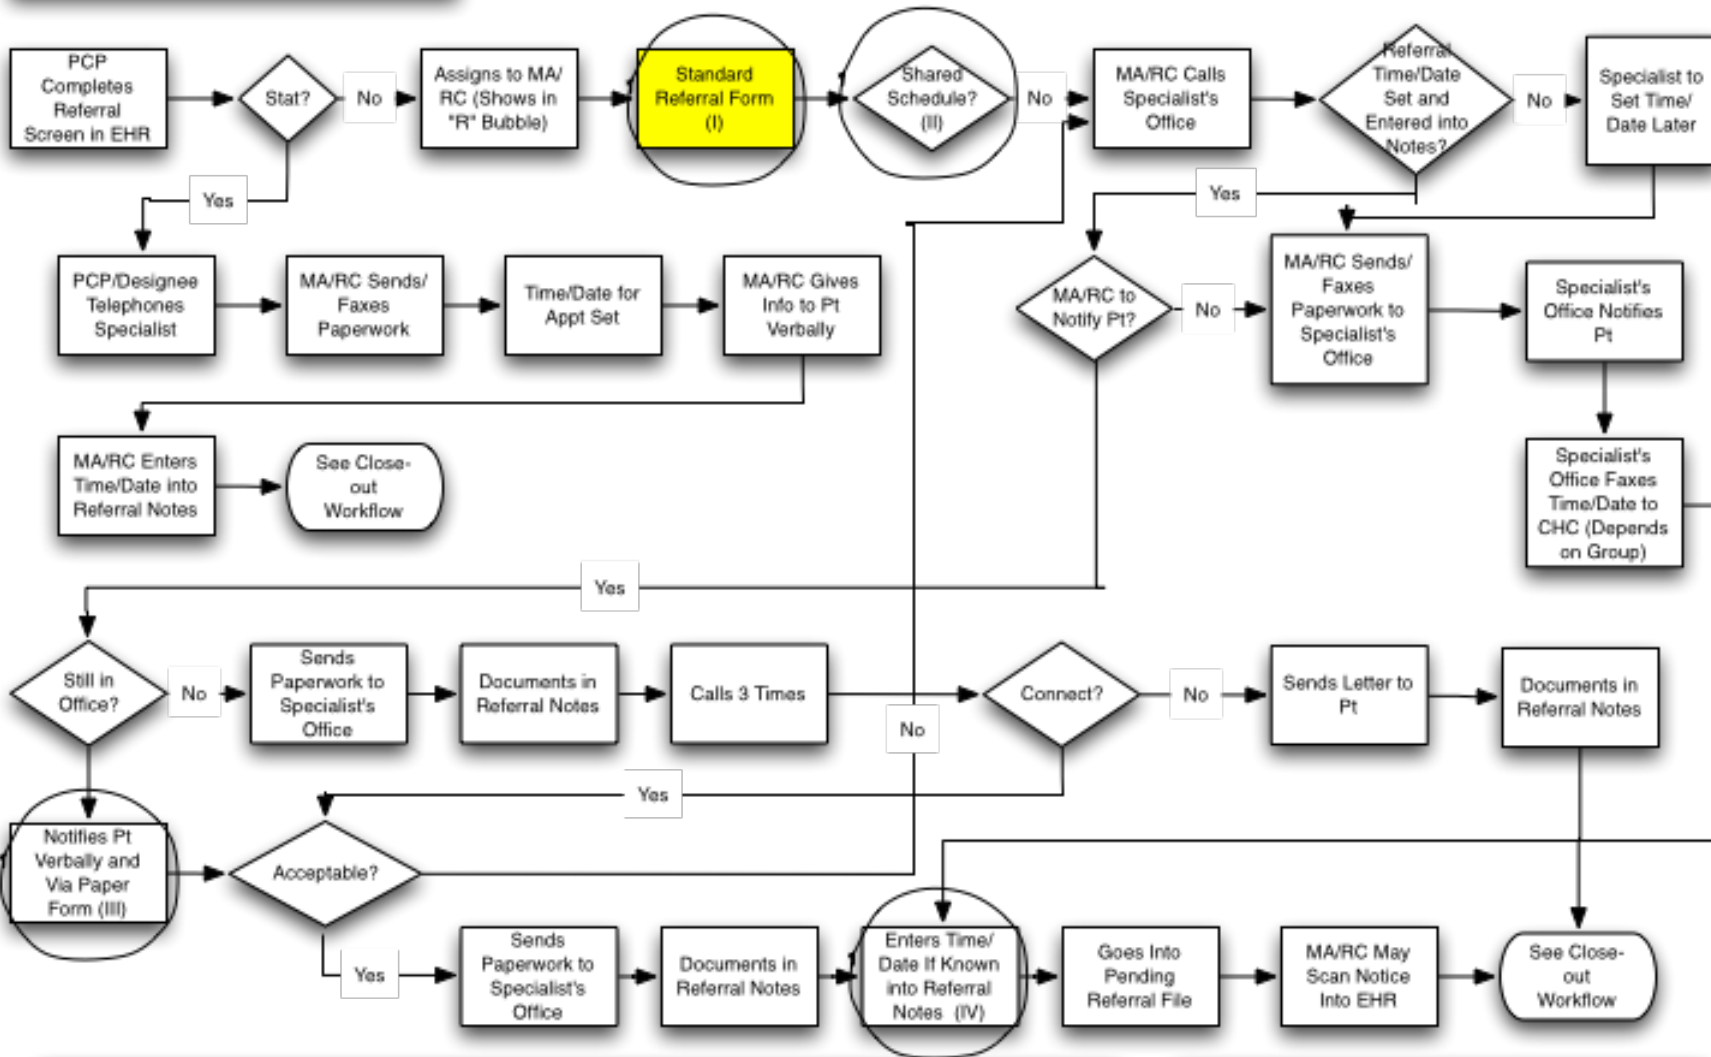 PCP
Completes
Referral
Screen in EHR
Stat?
No
Assigns to MA/
RC (Shows in
"R" Bubble)
Standard
Referral Form
(I)
Shared
Schedule?
(II)
No
MA/RC Calls
Specialist's
Office
Referral
Time/Date
Set and
Entered into
Notes?
No
Specialist to
Set Time/
Date Later
Yes
Yes
PCP/Designee
Telephones
Specialist
MA/RC Sends/
Faxes
Paperwork
Time/Date for
Appt Set
MA/RC Gives
Info to Pt
Verbally
MA/RC to
Notify Pt?
No
MA/RC Sends/
Faxes
Paperwork to
Specialist's
Office
Specialist's
Office Notifies
Pt
MA/RC Enters
Time/Date into
Referral Notes
See Close-
out
Workflow
Specialist's
Office Faxes
Time/Date to
CHC (Depends
on Group)
Yes
Still in
Office?
No
Sends
Paperwork to
Specialist's
Office
Documents in
Referral Notes
Calls 3 Times
Connect?
No
Sends Letter to
Pt
Documents in
Referral Notes
No
Yes
Notifies Pt
Verbally and
Via Paper
Form (III)
Acceptable?
Yes
Sends
Paperwork to
Specialist's
Office
Documents in
Referral Notes
Enters Time/
Date If Known
into Referral
Notes (IV)
Goes Into
Pending
Referral File
MA/RC May
Scan Notice
Into EHR
See Close-
out
Workflow